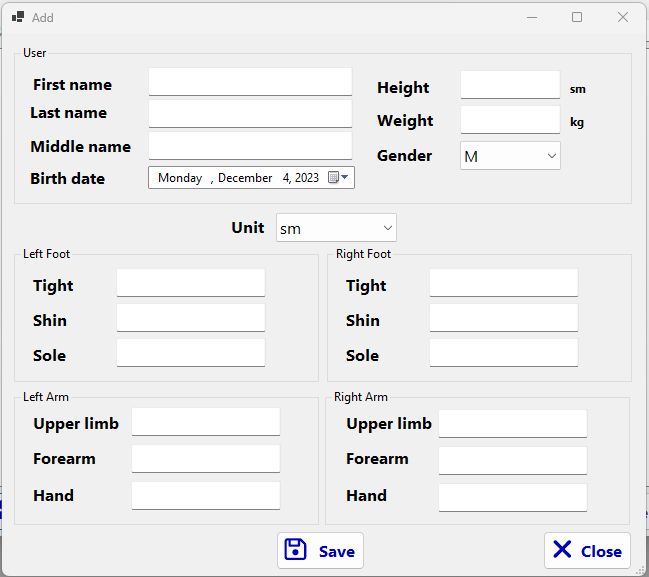 Add
User
First name
Last name
Middle name
Birth date Monday , December 4, 2023
Height sm
Weight kg
Gender M
Unit sm
Left Foot
Tight
Shin
Sole
Right Foot
Tight
Shin
Sole
Left Arm
Upper limb
Forearm
Hand
Right Arm
Upper limb
Forearm
Hand
Save
Close